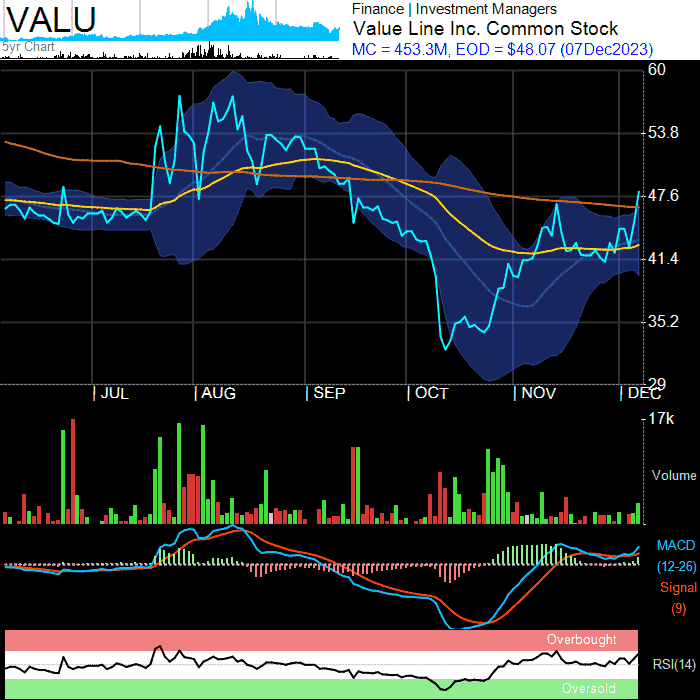 VALU
5yr Chart
Finance | Investment Managers
Value Line Inc. Common Stock
MC = 453.3M, EOD = $48.07 (07Dec2023)
60
53.8
47.6
41.4
35.2
29
| JUL | AUG | SEP | OCT | NOV | DEC
17k
Volume
MACD
(12-26)
Signal
(9)
Overbought
RSI(14)
Oversold